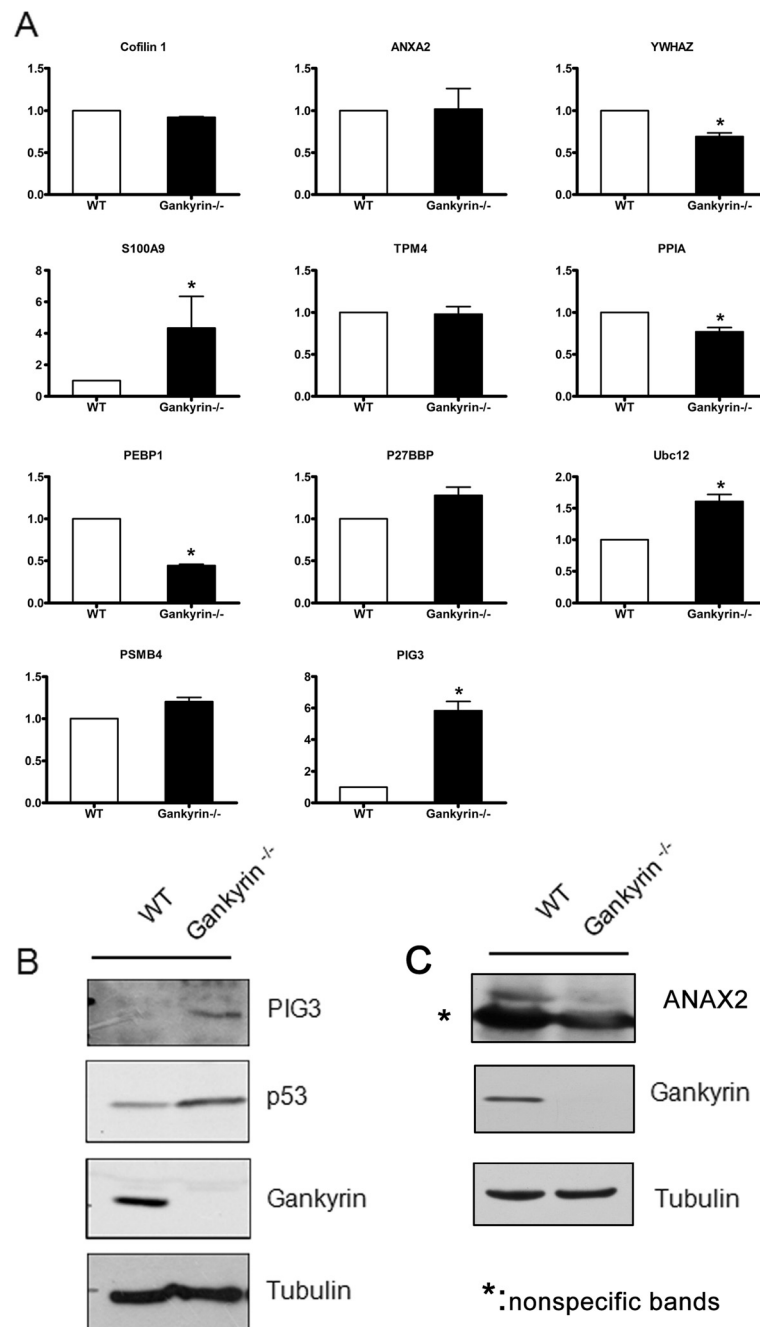 A
Cofilin 1
1.5
1.0
0.5
0.0
WT
Gankyrin-/-
ANXA2
1.5
1.0
0.5
0.0
WT
Gankyrin-/-
YWHAZ
1.5
1.0
0.5
0.0
*
WT
Gankyrin-/-
S100A9
8
6
4
2
0
*
WT
Gankyrin-/-
TPM4
1.5
1.0
0.5
0.0
WT
Gankyrin-/-
PPIA
1.5
1.0
0.5
0.0
*
WT
Gankyrin-/-
PEBP1
1.5
1.0
0.5
0.0
*
WT
Gankyrin-/-
P27BBP
1.5
1.0
0.5
0.0
WT
Gankyrin-/-
Ubc12
2.0
1.5
1.0
0.5
0.0
*
WT
Gankyrin-/-
PSMB4
1.5
1.0
0.5
0.0
WT
Gankyrin-/-
PIG3
8
6
4
2
0
*
WT
Gankyrin-/-
B
WT
Gankyrin -/-
PIG3
p53
Gankyrin
Tubulin
C
WT
Gankyrin -/-
*
ANAX2
Gankyrin
Tubulin
*:nonspecific bands